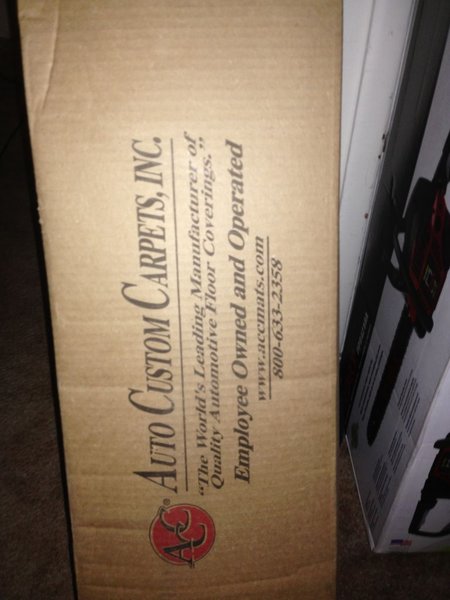 ACC® AUTO CUSTOM CARPETS, INC.
"The World's Leading Manufacturer of
Quality Automotive Floor Coverings."
Employee Owned and Operated
www.accmats.com
800-633-2358